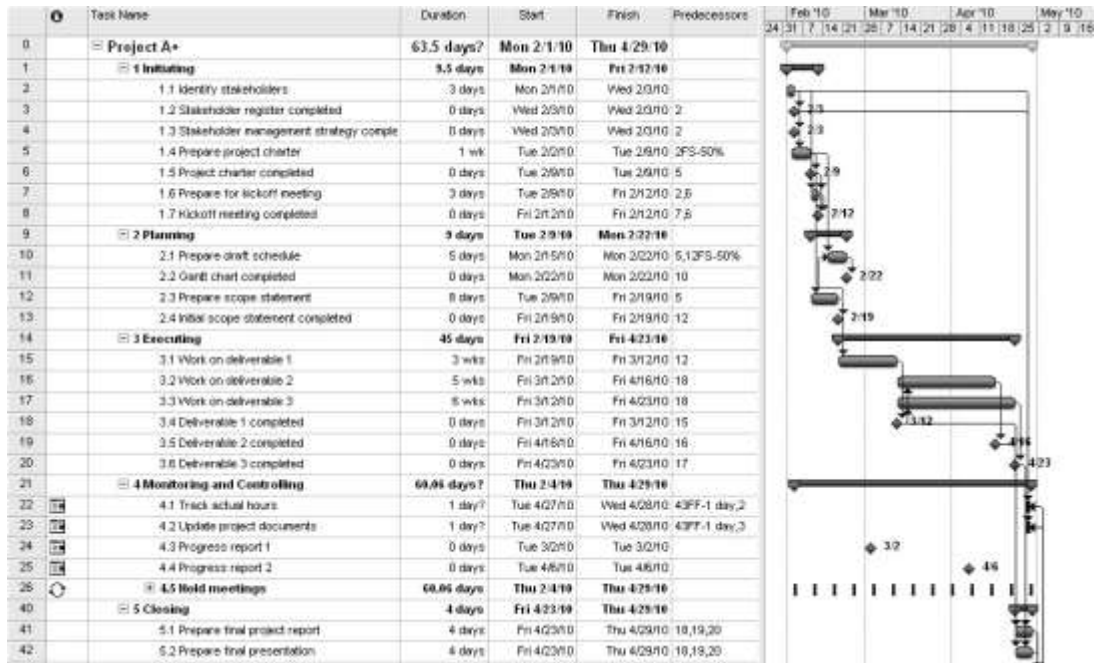 Task Name Duration Start Finish Predecessors Feb '10 Mar '10 Apr '10 May '10
24 31 7 14 21 28 7 14 21 28 4 11 18 25 2 9 16
0 Project A+ 63.5 days? Mon 2/1/10 Thu 4/29/10
1 1 Initiating 9.5 days Mon 2/1/10 Fri 2/12/10
2 1.1 Identify stakeholders 3 days Mon 2/1/10 Wed 2/3/10
3 1.2 Stakeholder register completed 0 days Wed 2/3/10 Wed 2/3/10 2 2/3
4 1.3 Stakeholder management strategy comple 0 days Wed 2/3/10 Wed 2/3/10 2 2/3
5 1.4 Prepare project charter 1 wk Tue 2/2/10 Tue 2/9/10 2FS-50%
6 1.5 Project charter completed 0 days Tue 2/9/10 Tue 2/9/10 5 2/9
7 1.6 Prepare for kickoff meeting 3 days Tue 2/9/10 Fri 2/12/10 2,6
8 1.7 Kickoff meeting completed 0 days Fri 2/12/10 Fri 2/12/10 7,6 2/12
9 2 Planning 9 days Tue 2/9/10 Mon 2/22/10
10 2.1 Prepare draft schedule 5 days Mon 2/15/10 Mon 2/22/10 5,12FS-50%
11 2.2 Gantt chart completed 0 days Mon 2/22/10 Mon 2/22/10 10 2/22
12 2.3 Prepare scope statement 8 days Tue 2/9/10 Fri 2/19/10 5
13 2.4 Initial scope statement completed 0 days Fri 2/19/10 Fri 2/19/10 12 2/19
14 3 Executing 45 days Fri 2/19/10 Fri 4/23/10
15 3.1 Work on deliverable 1 3 wks Fri 2/19/10 Fri 3/12/10 12
16 3.2 Work on deliverable 2 5 wks Fri 3/12/10 Fri 4/16/10 18
17 3.3 Work on deliverable 3 6 wks Fri 3/12/10 Fri 4/23/10 18
18 3.4 Deliverable 1 completed 0 days Fri 3/12/10 Fri 3/12/10 15 3/12
19 3.5 Deliverable 2 completed 0 days Fri 4/16/10 Fri 4/16/10 16 4/16
20 3.6 Deliverable 3 completed 0 days Fri 4/23/10 Fri 4/23/10 17 4/23
21 4 Monitoring and Controlling 60.06 days? Thu 2/4/10 Thu 4/29/10
22 4.1 Track actual hours 1 day? Tue 4/27/10 Wed 4/28/10 43FF-1 day,2
23 4.2 Update project documents 1 day? Tue 4/27/10 Wed 4/28/10 43FF-1 day,3
24 4.3 Progress report 1 0 days Tue 3/2/10 Tue 3/2/10 3/2
25 4.4 Progress report 2 0 days Tue 4/6/10 Tue 4/6/10 4/6
26 4.5 Hold meetings 60.06 days Thu 2/4/10 Thu 4/29/10
40 5 Closing 4 days Fri 4/23/10 Thu 4/29/10
41 5.1 Prepare final project report 4 days Fri 4/23/10 Thu 4/29/10 18,19,20
42 5.2 Prepare final presentation 4 days Fri 4/23/10 Thu 4/29/10 18,19,20